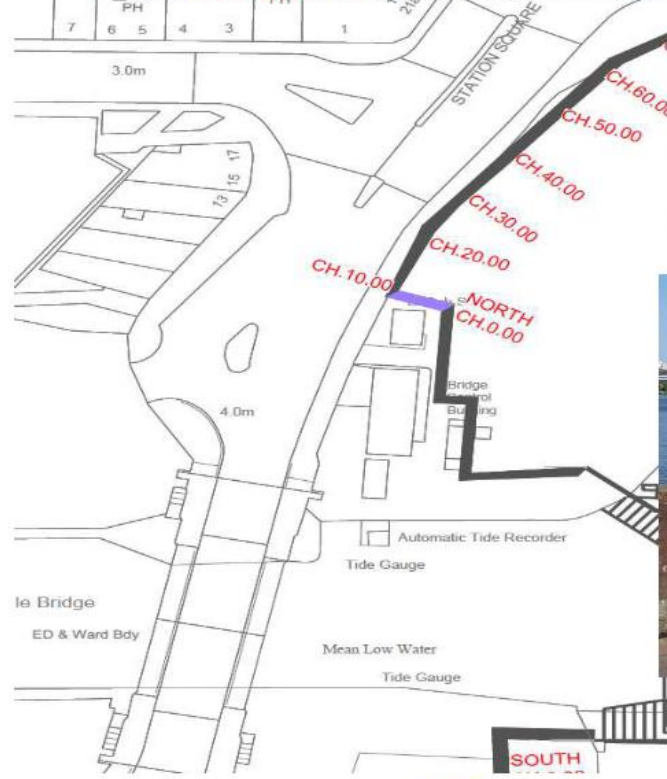 PH
7
6
5
4
3
1
3.0m
STATION SQUARE
17
15
13
CH.60.00
CH.50.00
CH.40.00
CH.30.00
CH.20.00
CH.10.00
NORTH
CH.0.00
4.0m
Bridge
Control
Building
Automatic Tide Recorder
Tide Gauge
le Bridge
ED & Ward Bdy
Mean Low Water
Tide Gauge
SOUTH